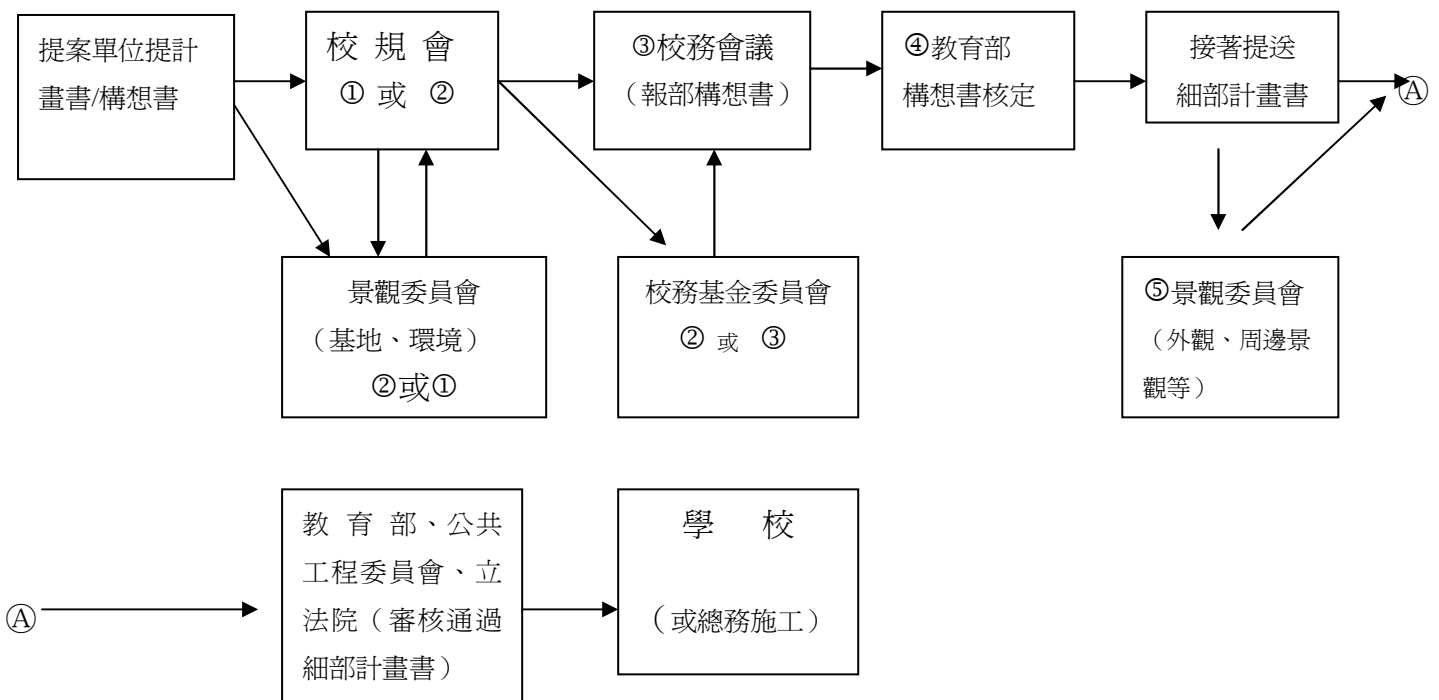 提案單位提計
畫書/構想書
校 規 會
① 或 ②
③校務會議
（報部構想書）
④教育部
構想書核定
接著提送
細部計畫書
Ⓐ
景觀委員會
（基地、環境）
②或①
校務基金委員會
② 或 ③
⑤景觀委員會
（外觀、周邊景
觀等）
Ⓐ
教 育 部、公共
工程委員會、立
法院（審核通過
細部計畫書）
學 校
（或總務施工）